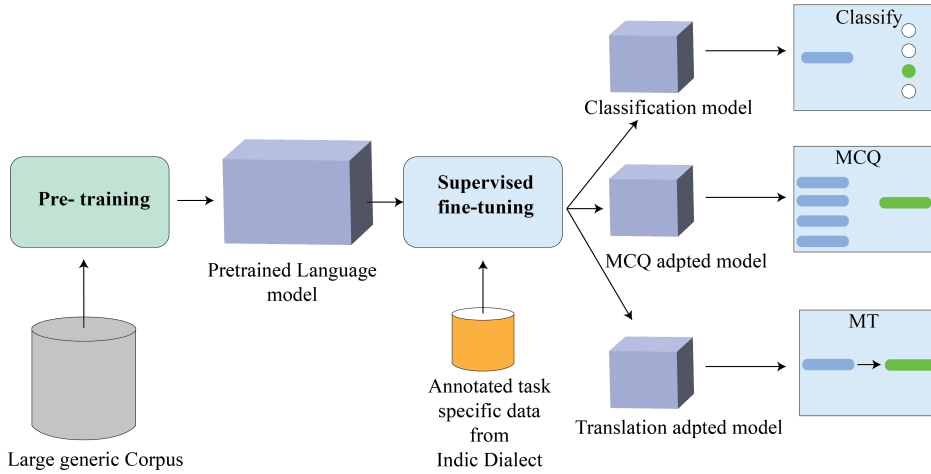 Classify
Classification model
Pre- training
Supervised
fine-tuning
MCQ
Pretrained Language
model
MCQ adpted model
MT
Annotated task
specific data
from
Indic Dialect
Translation adpted model
Large generic Corpus